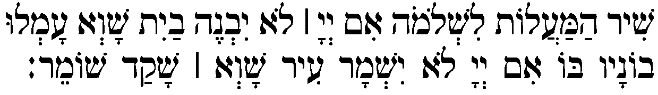 שִׁיר הַמַּעֲלוֹת לִשְׁלֹמֹה אִם יְיָ | לֹא יִבְנֶה בַיִת שָׁוְא עָמְלוּ
בוֹנָיו בּוֹ אִם יְיָ לֹא יִשְׁמָר עִיר שָׁוְא | שָׁקַד שׁוֹמֵר: